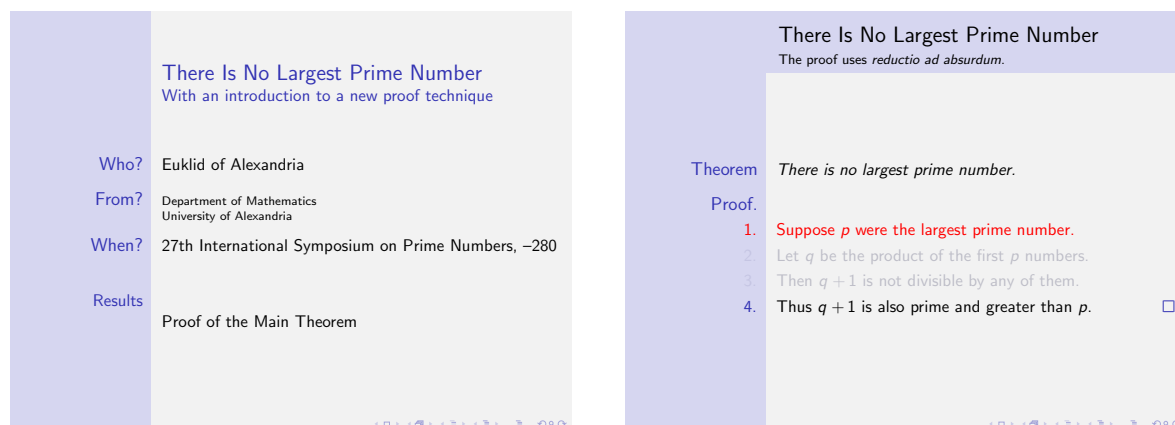 There Is No Largest Prime Number
With an introduction to a new proof technique
Who? Euklid of Alexandria
From? Department of Mathematics
University of Alexandria
When? 27th International Symposium on Prime Numbers, –280
Results
Proof of the Main Theorem
There Is No Largest Prime Number
The proof uses reductio ad absurdum.
Theorem There is no largest prime number.
Proof.
1. Suppose p were the largest prime number.
2. Let q be the product of the first p numbers.
3. Then q + 1 is not divisible by any of them.
4. Thus q + 1 is also prime and greater than p. □